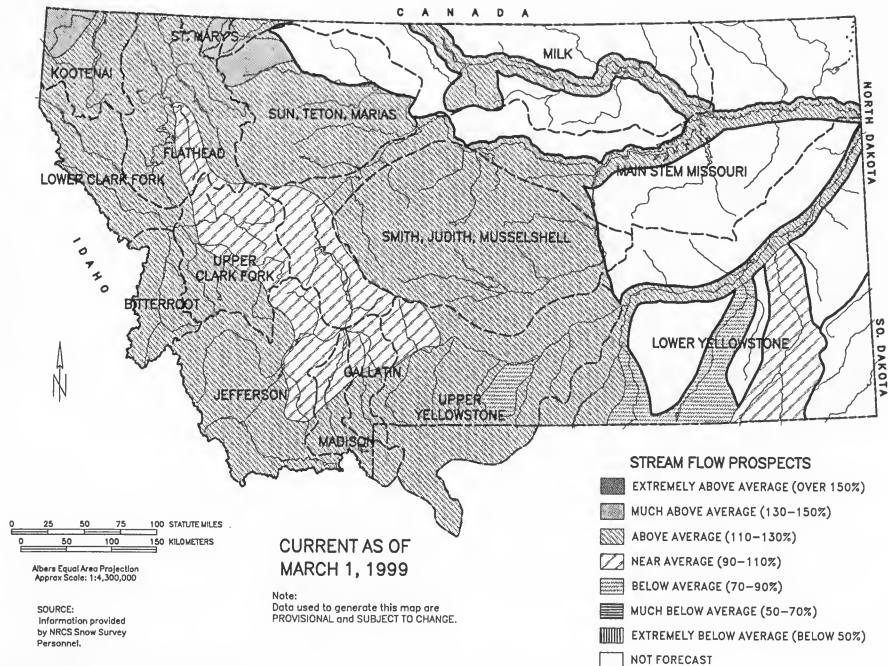 CANADA
ST. MARYS
KOOTENAI
MILK
SUN, TETON, MARIAS
NORTH DAKOTA
FLATHEAD
LOWER CLARK FORK
MAIN STEM MISSOURI
SMITH, JUDITH, MUSSELSHELL
IDAHO
UPPER
CLARK FORK
BITTERROOT
LOWER YELLOWSTONE
SO. DAKOTA
N
GALLATIN
JEFFERSON
UPPER
YELLOWSTONE
MADISON
STREAM FLOW PROSPECTS
EXTREMELY ABOVE AVERAGE (OVER 150%)
MUCH ABOVE AVERAGE (130-150%)
ABOVE AVERAGE (110-130%)
NEAR AVERAGE (90-110%)
BELOW AVERAGE (70-90%)
MUCH BELOW AVERAGE (50-70%)
EXTREMELY BELOW AVERAGE (BELOW 50%)
NOT FORECAST
0 25 50 75 100 STATUTE MILES
0 50 100 150 KILOMETERS
Albers Equal Area Projection
Approx Scale: 1:4,300,000
SOURCE:
Information provided
by NRCS Snow Survey
Personnel.
CURRENT AS OF
MARCH 1, 1999
Note:
Data used to generate this map are
PROVISIONAL and SUBJECT TO CHANGE.